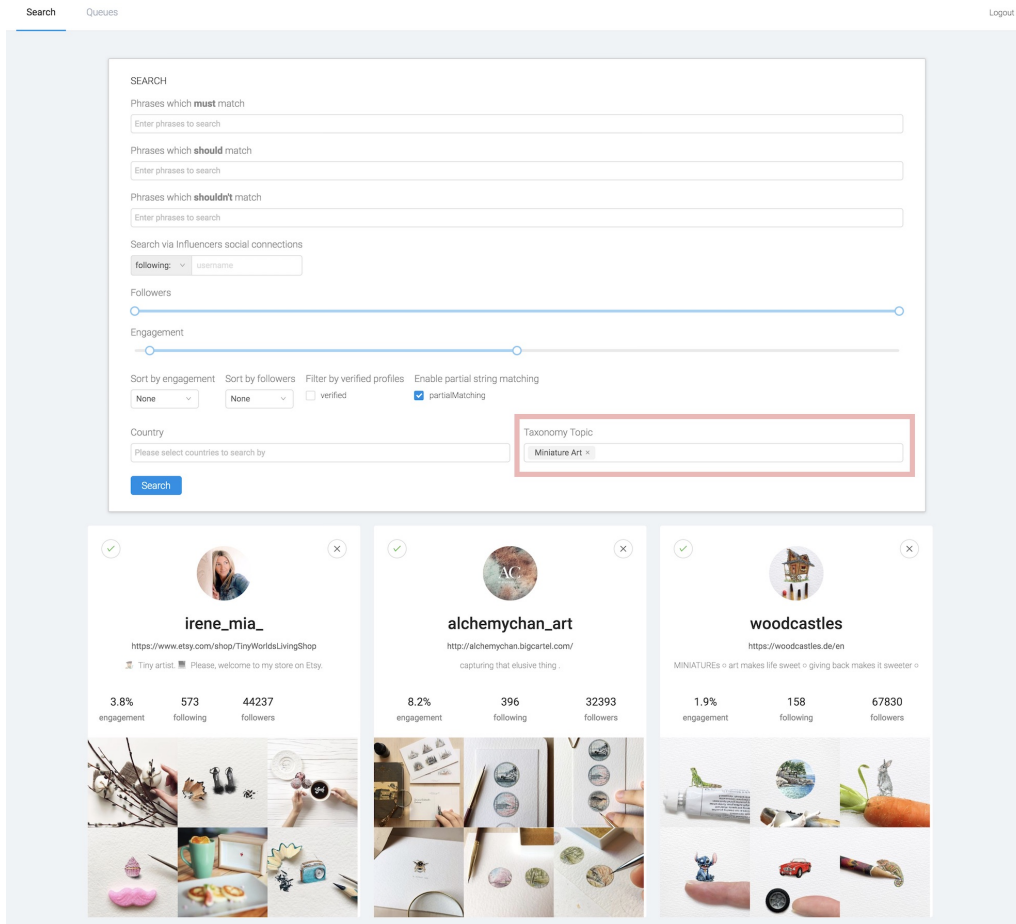 Search Queues Logout
SEARCH
Phrases which must match
Enter phrases to search
Phrases which should match
Enter phrases to search
Phrases which shouldn't match
Enter phrases to search
Search via Influencers social connections
following: username
Followers
Engagement
Sort by engagement Sort by followers Filter by verified profiles Enable partial string matching
None None verified partialMatching
Country Taxonomy Topic
Please select countries to search by Miniature Art ×
Search
AC
irene_mia_ alchemychan_art woodcastles
https://www.etsy.com/shop/TinyWorldsLivingShop http://alchemychan.bigcartel.com/ https://woodcastles.de/en
Tiny artist. Please, welcome to my store on Etsy. capturing that elusive thing . MINIATUREs ¤ art makes life sweet ¤ giving back makes it sweeter ¤
3.8% 573 44237 8.2% 396 32393 1.9% 158 67830
engagement following followers engagement following followers engagement following followers